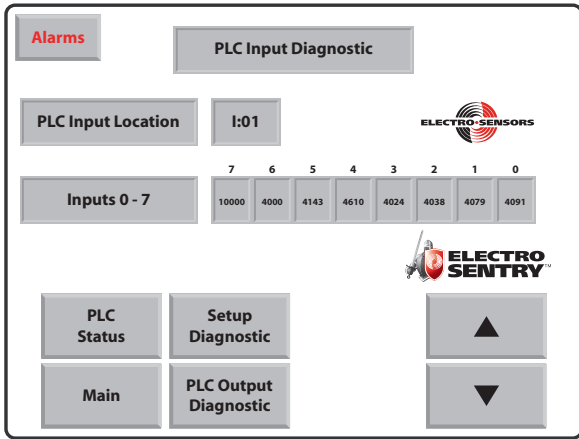 Alarms
PLC Input Diagnostic
PLC Input Location
I:01
ELECTRO-SENSORS
7 6 5 4 3 2 1 0
Inputs 0 - 7
10000 4000 4143 4610 4024 4038 4079 4091
ELECTRO
SENTRY™
PLC
Status
Setup
Diagnostic
Main
PLC Output
Diagnostic